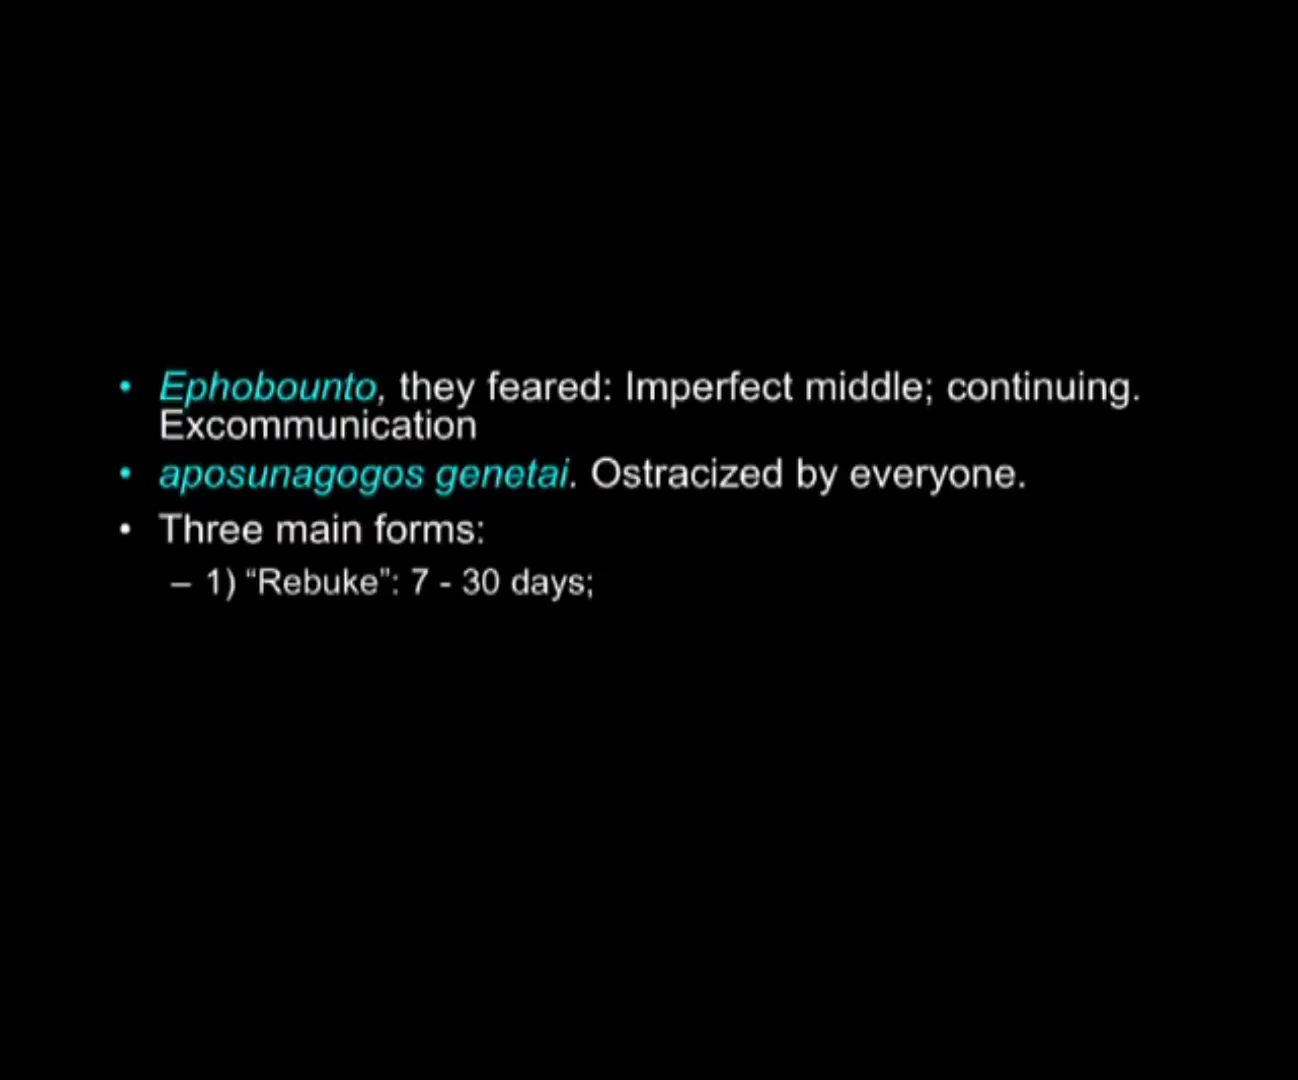 • Ephobounto, they feared: Imperfect middle; continuing.
Excommunication
• aposunagogos genetai. Ostracized by everyone.
• Three main forms:
– 1) “Rebuke”: 7 - 30 days;